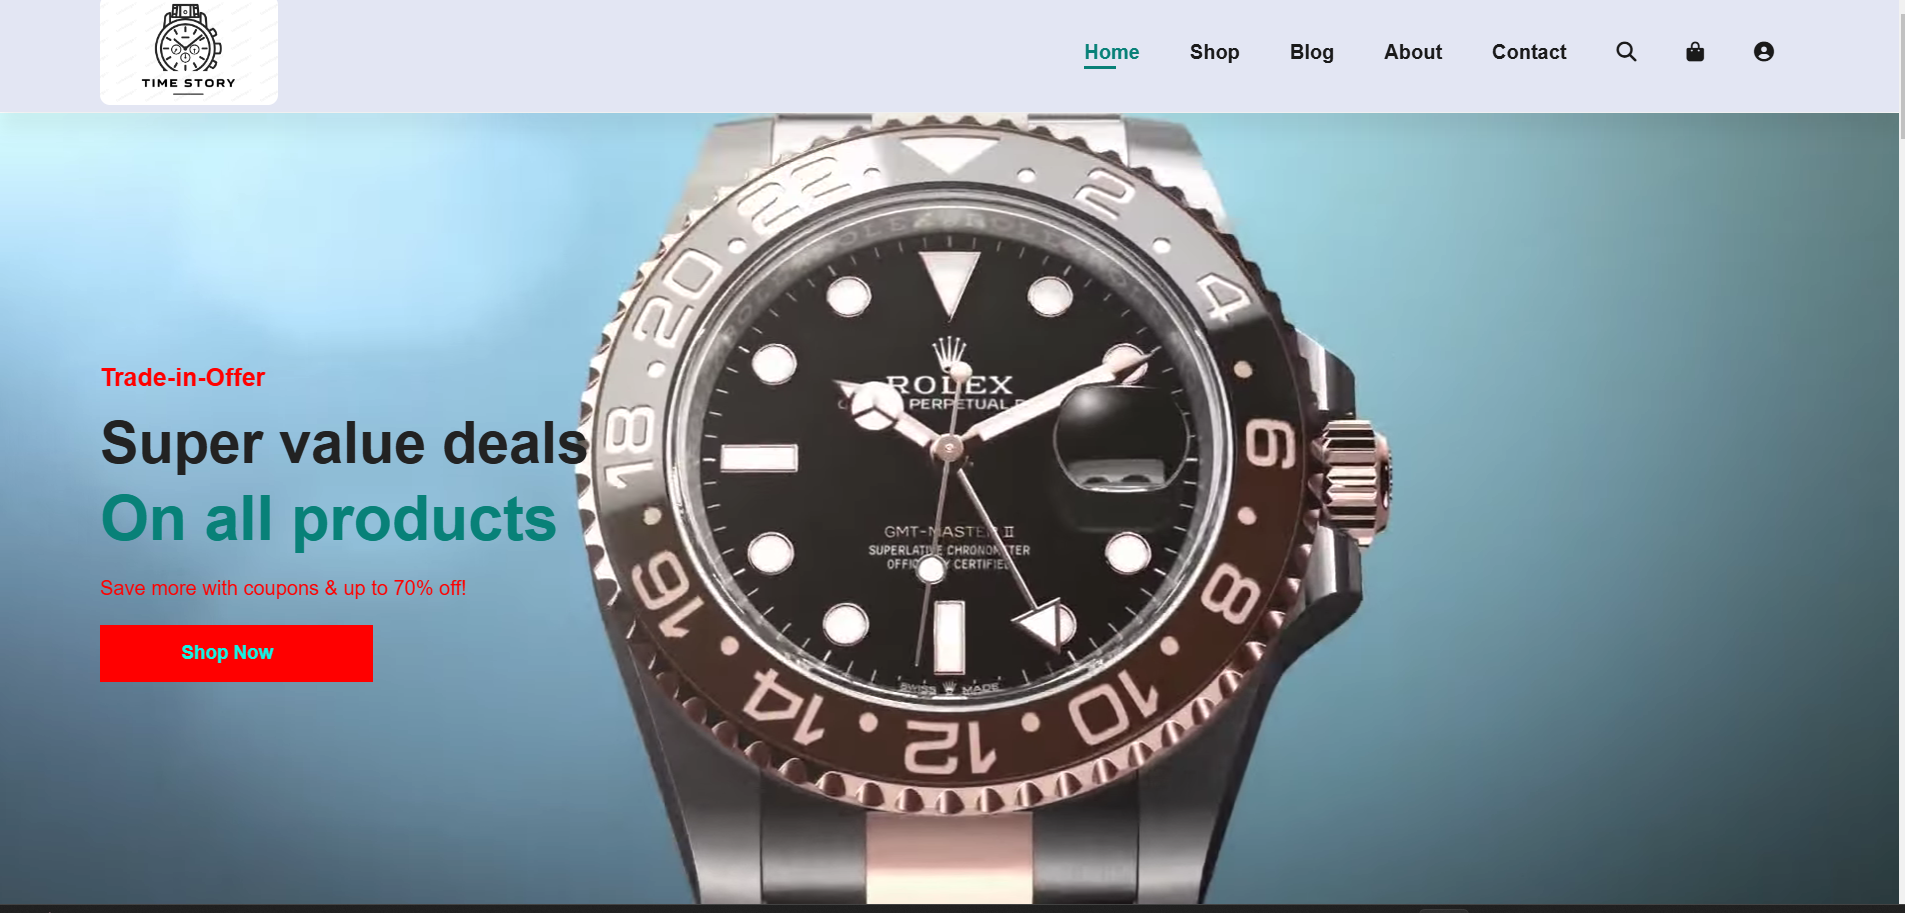 TIME STORY
Home Shop Blog About Contact
Trade-in-Offer
Super value deals
On all products
Save more with coupons & up to 70% off!
Shop Now
22 2
20 4
18 6
16 8
14 10
12
ROLEX
PERPETUAL
GMT-MASTER II
SUPERLATIVE CHRONOMETER
OFFICIALLY CERTIFIED
SWISS MADE